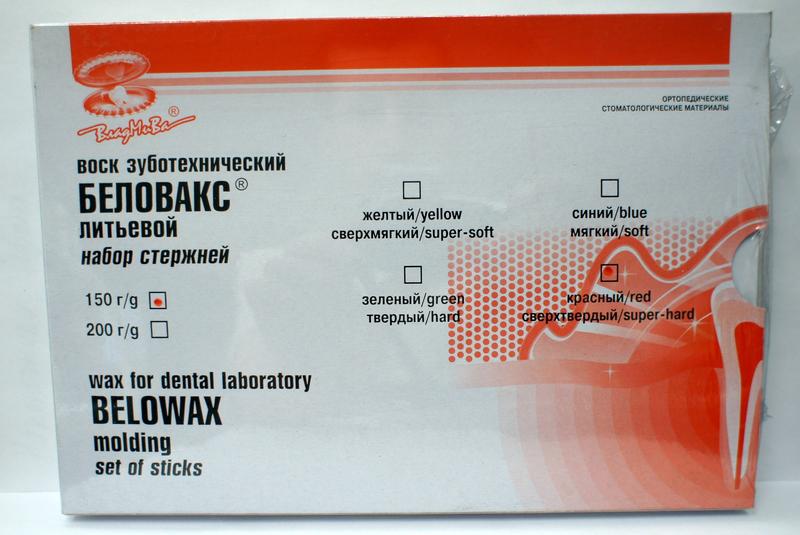 ОРТОПЕДИЧЕСКИЕ
СТОМАТОЛОГИЧЕСКИЕ МАТЕРИАЛЫ
ВладМиВа®
воск зуботехнический
БЕЛОВАКС®
литьевой
набор стержней
150 г/g
200 г/g
желтый/yellow
сверхмягкий/super-soft
синий/blue
мягкий/soft
зеленый/green
твердый/hard
красный/red
сверхтвердый/super-hard
wax for dental laboratory
BELOWAX
molding
set of sticks